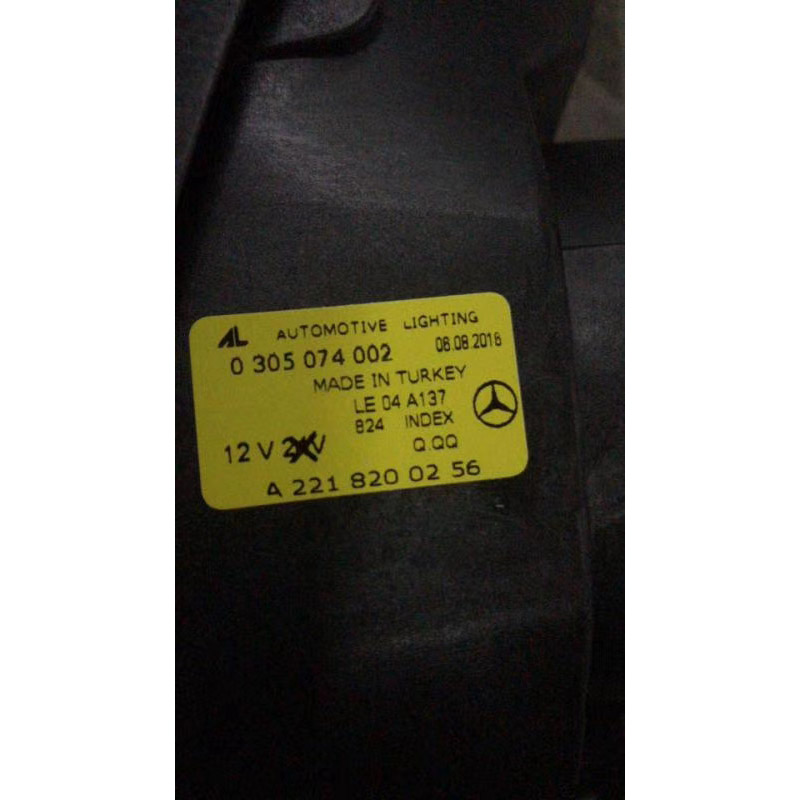 AL AUTOMOTIVE LIGHTING
0 305 074 002 08.08.2016
MADE IN TURKEY
LE 04 A137
824 INDEX
12 V 24V Q.QQ
A 221 820 02 56